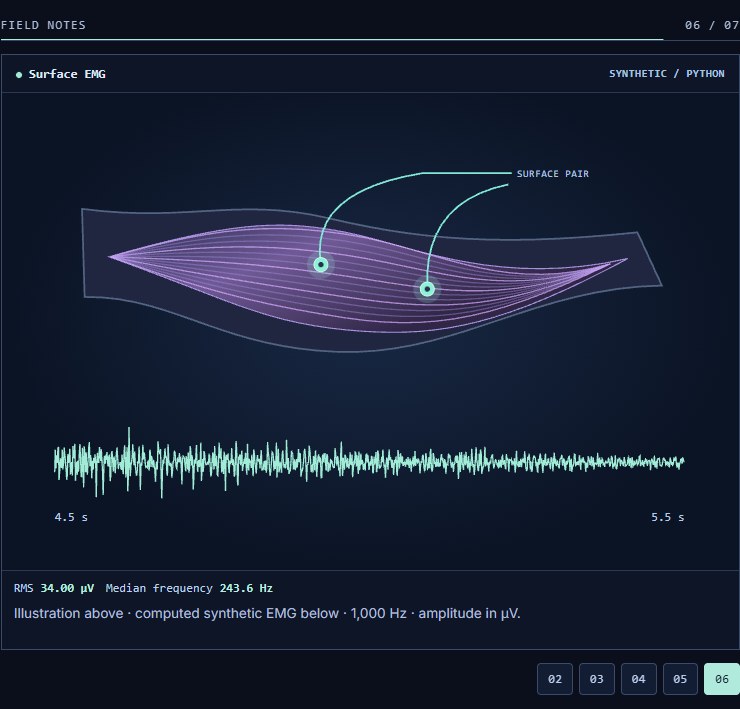 FIELD NOTES 06 / 07
Surface EMG SYNTHETIC / PYTHON
SURFACE PAIR
4.5 s 5.5 s
RMS 34.00 µV Median frequency 243.6 Hz
Illustration above · computed synthetic EMG below · 1,000 Hz · amplitude in µV.
02 03 04 05 06